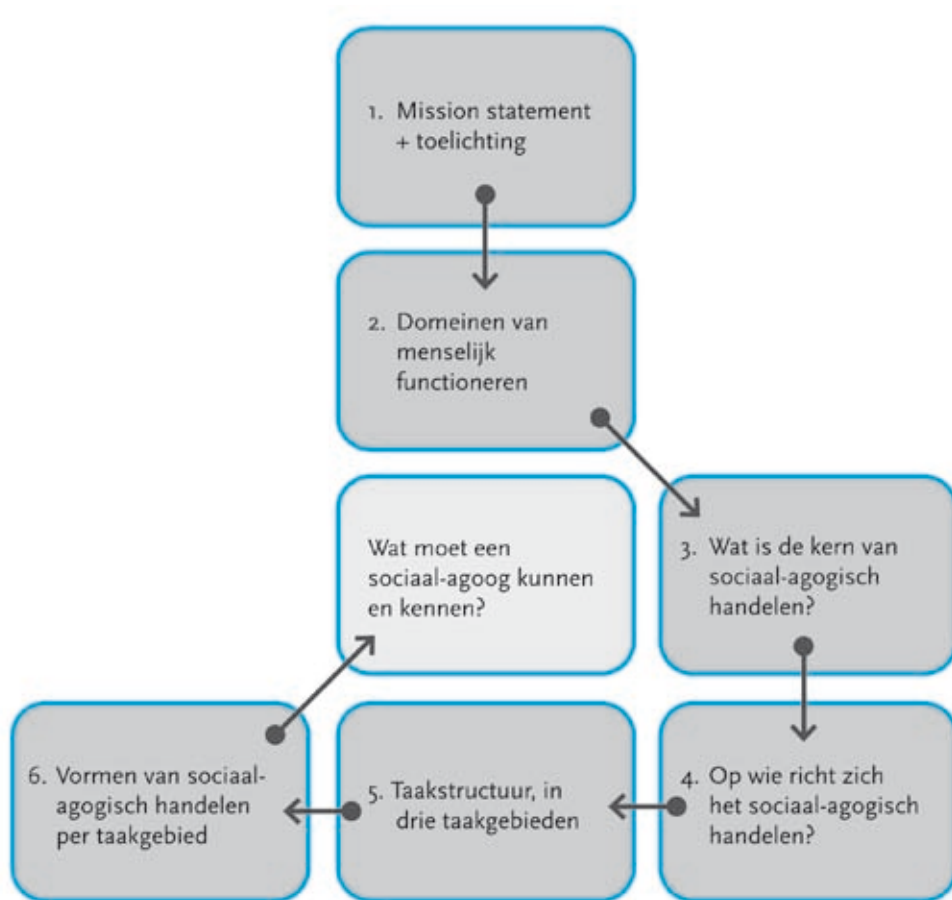 1. Mission statement
+ toelichting
2. Domeinen van
menselijk
functioneren
3. Wat is de kern van
sociaal-agogisch
handelen?
4. Op wie richt zich
het sociaal-agogisch
handelen?
5. Taakstructuur, in
drie taakgebieden
6. Vormen van sociaal-
agogisch handelen
per taakgebied
Wat moet een
sociaal-agoog kunnen
en kennen?